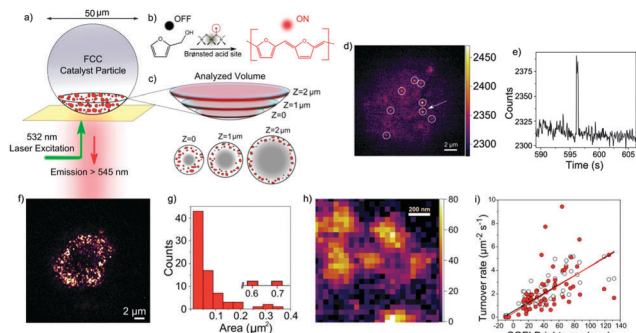 a)
50 μm
FCC
Catalyst Particle
532 nm
Laser Excitation
Emission > 545 nm
b)
OFF
OH
Brønsted acid site
ON
c)
Analyzed Volume
Z=2 μm
Z=1 μm
Z=0
Z=0
Z=1μm
Z=2 μm
d)
2 μm
2450
2400
2350
2300
e)
Counts
2375
2350
2325
2300
590
595
600
605
Time (s)
f)
2 μm
g)
Counts
40
30
20
10
0
0.6
0.7
0.0
0.1
0.2
0.3
0.4
Area (μm²)
h)
200 nm
80
60
40
20
0
i)
Turnover rate (μm⁻² s⁻¹)
10
8
6
4
2
0
0
20
40
60
80
100
120